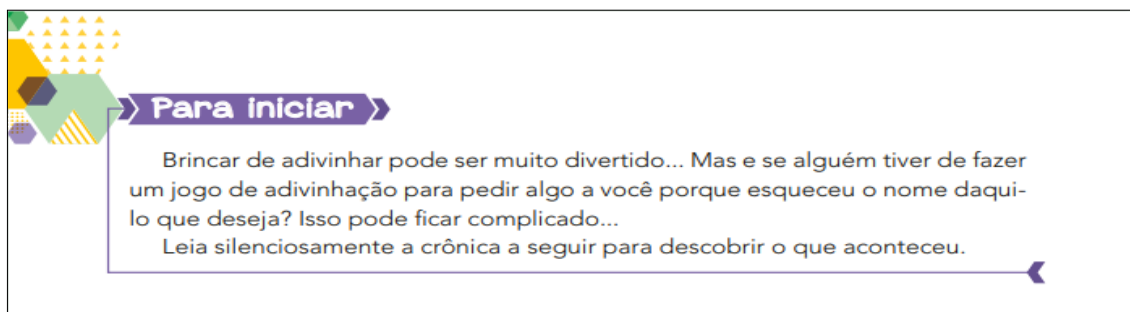 Para iniciar
Brincar de adivinhar pode ser muito divertido... Mas e se alguém tiver de fazer
um jogo de adivinhação para pedir algo a você porque esqueceu o nome daqui-
lo que deseja? Isso pode ficar complicado...
Leia silenciosamente a crônica a seguir para descobrir o que aconteceu.